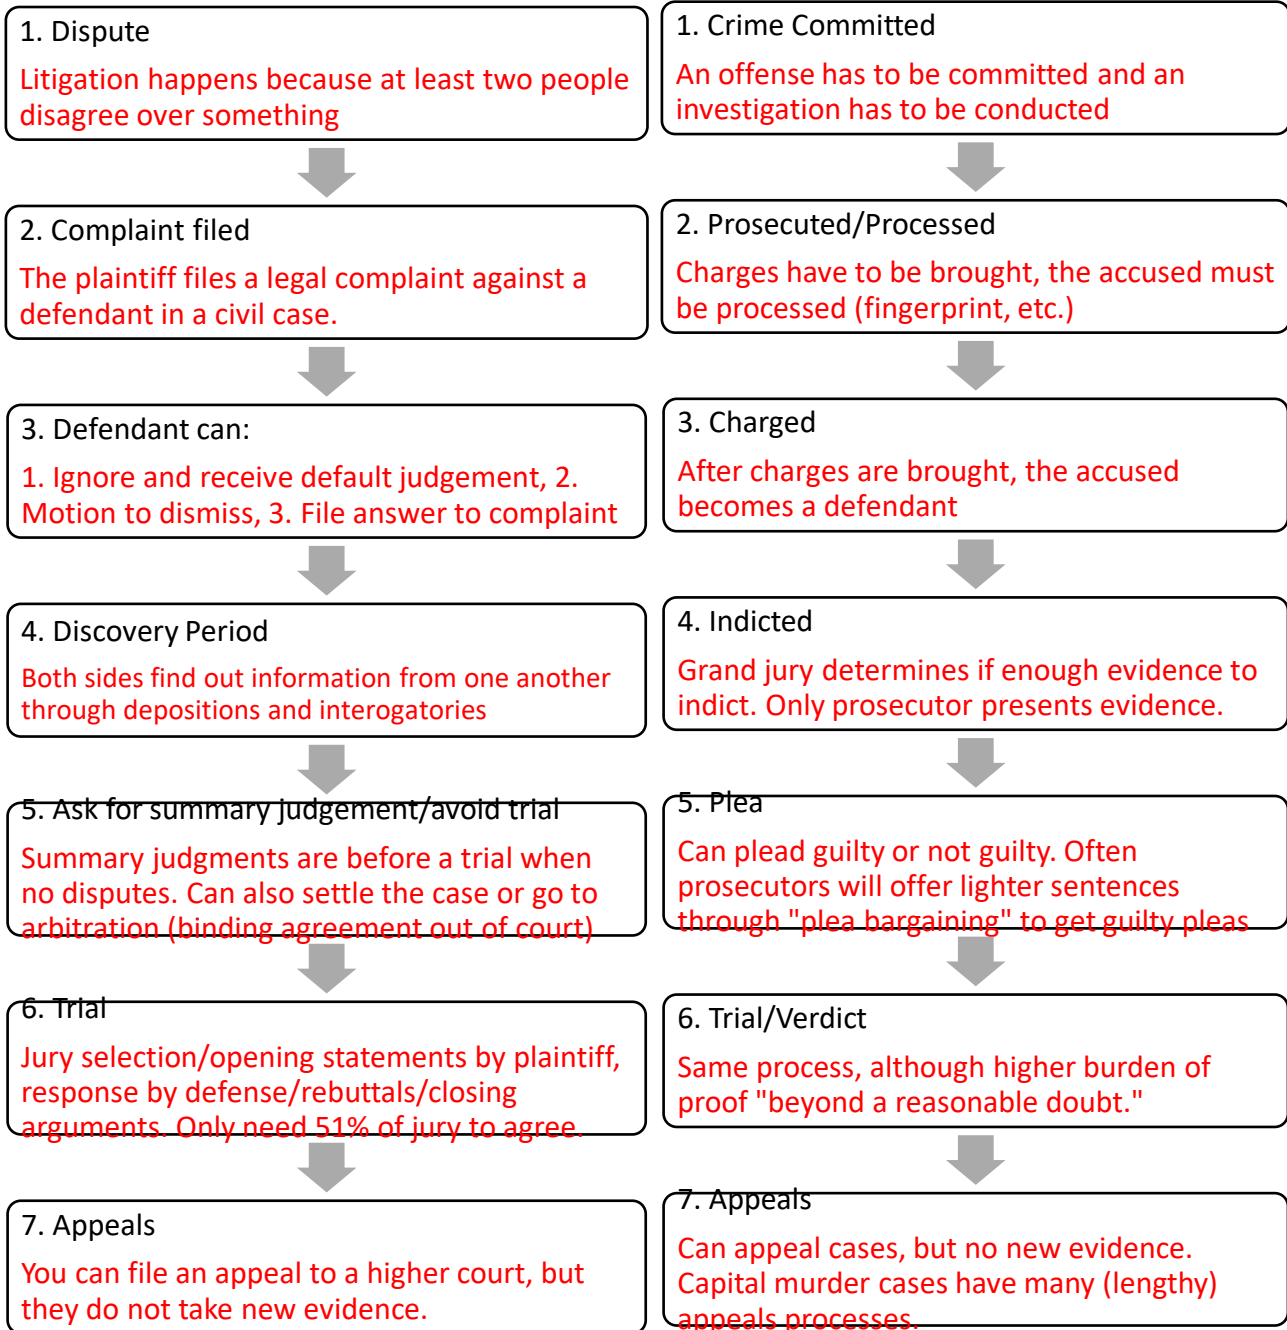 1. Dispute
Litigation happens because at least two people
disagree over something
2. Complaint filed
The plaintiff files a legal complaint against a
defendant in a civil case.
3. Defendant can:
1. Ignore and receive default judgement, 2.
Motion to dismiss, 3. File answer to complaint
4. Discovery Period
Both sides find out information from one another
through depositions and interogatories
5. Ask for summary judgement/avoid trial
Summary judgments are before a trial when
no disputes. Can also settle the case or go to
arbitration (binding agreement out of court)
6. Trial
Jury selection/opening statements by plaintiff,
response by defense/rebuttals/closing
arguments. Only need 51% of jury to agree.
7. Appeals
You can file an appeal to a higher court, but
they do not take new evidence.
1. Crime Committed
An offense has to be committed and an
investigation has to be conducted
2. Prosecuted/Processed
Charges have to be brought, the accused must
be processed (fingerprint, etc.)
3. Charged
After charges are brought, the accused
becomes a defendant
4. Indicted
Grand jury determines if enough evidence to
indict. Only prosecutor presents evidence.
5. Plea
Can plead guilty or not guilty. Often
prosecutors will offer lighter sentences
through "plea bargaining" to get guilty pleas
6. Trial/Verdict
Same process, although higher burden of
proof "beyond a reasonable doubt."
7. Appeals
Can appeal cases, but no new evidence.
Capital murder cases have many (lengthy)
appeals processes.